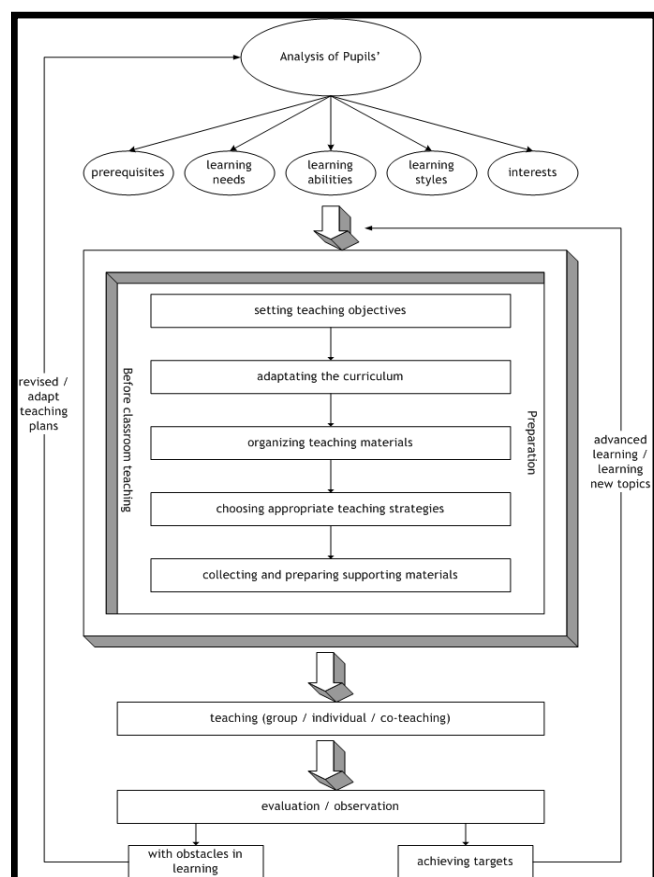 Analysis of Pupils'
prerequisites
learning
needs
learning
abilities
learning
styles
interests
setting teaching objectives
adaptating the curriculum
organizing teaching materials
choosing appropriate teaching strategies
collecting and preparing supporting materials
Before classroom teaching
Preparation
revised /
adapt
teaching
plans
advanced
learning /
learning
new topics
teaching (group / individual / co-teaching)
evaluation / observation
with obstacles in
learning
achieving targets